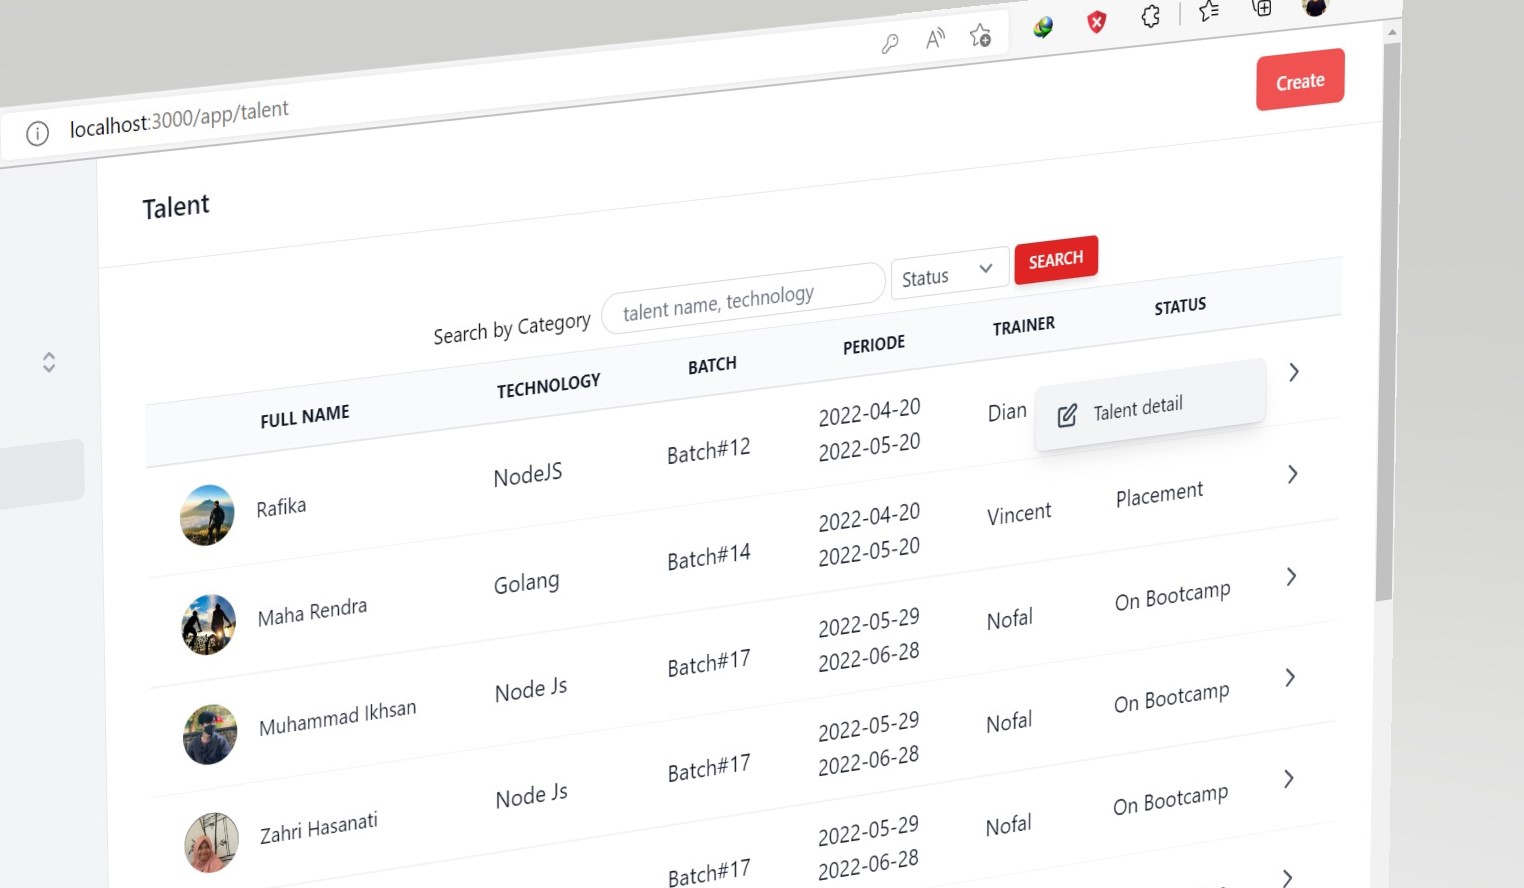 localhost:3000/app/talent
Create
Talent
Search by Category talent name, technology Status SEARCH
FULL NAME TECHNOLOGY BATCH PERIODE TRAINER STATUS
Rafika NodeJS Batch#12 2022-04-20 Dian Talent detail
2022-05-20
Maha Rendra Golang Batch#14 2022-04-20 Vincent Placement
2022-05-20
Muhammad Ikhsan Node Js Batch#17 2022-05-29 Nofal On Bootcamp
2022-06-28
Zahri Hasanati Node Js Batch#17 2022-05-29 Nofal On Bootcamp
2022-06-28
Batch#17 2022-05-29 Nofal On Bootcamp
2022-06-28